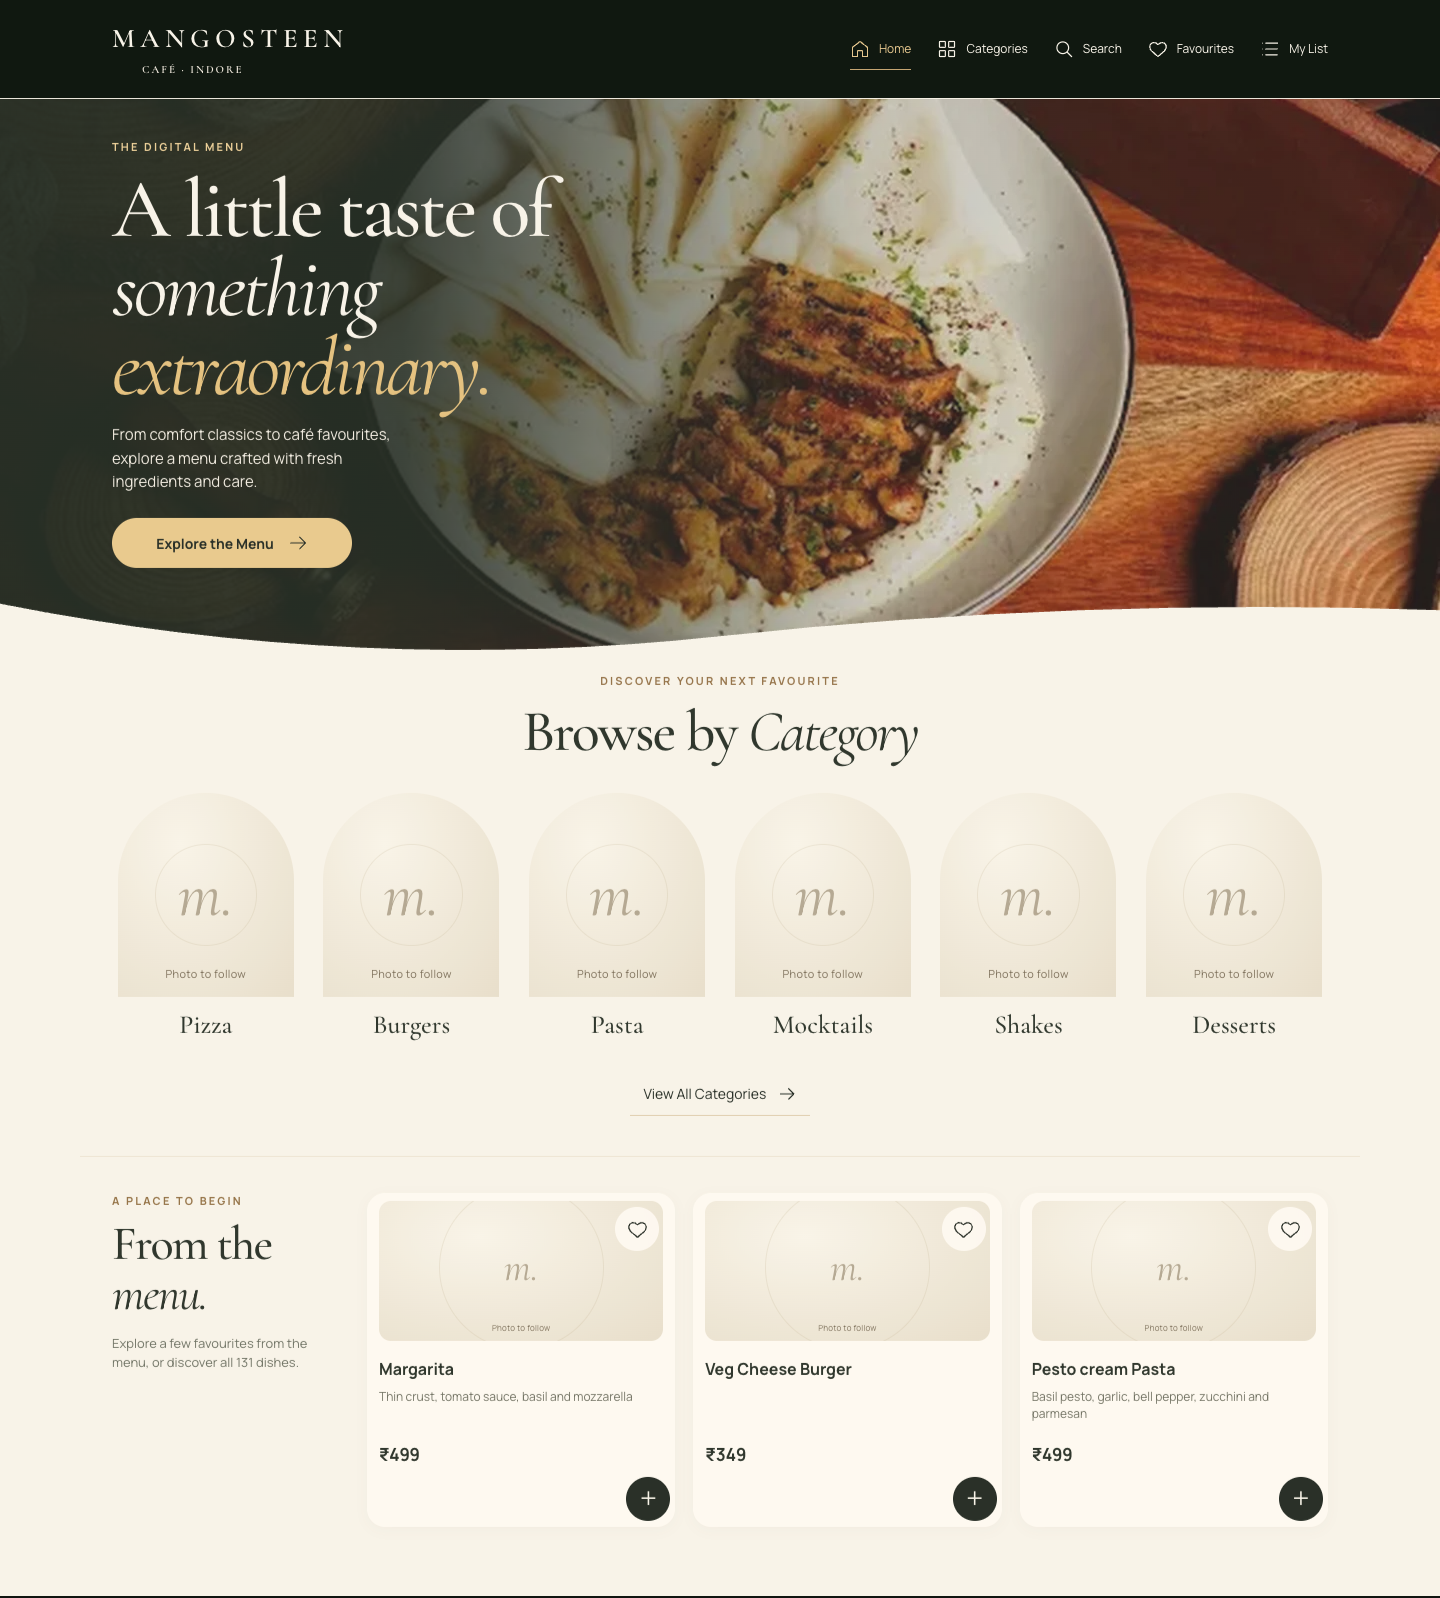 MANGOSTEEN
CAFÉ · INDORE
Home
Categories
Search
Favourites
My List
THE DIGITAL MENU
A little taste of
something
extraordinary.
From comfort classics to café favourites,
explore a menu crafted with fresh
ingredients and care.
Explore the Menu
DISCOVER YOUR NEXT FAVOURITE
Browse by Category
m.
m.
m.
m.
m.
m.
Photo to follow
Photo to follow
Photo to follow
Photo to follow
Photo to follow
Photo to follow
Pizza
Burgers
Pasta
Mocktails
Shakes
Desserts
View All Categories
A PLACE TO BEGIN
From the
menu.
Explore a few favourites from the
menu, or discover all 131 dishes.
m.
Photo to follow
Margarita
Thin crust, tomato sauce, basil and mozzarella
₹499
m.
Photo to follow
Veg Cheese Burger
₹349
m.
Photo to follow
Pesto cream Pasta
Basil pesto, garlic, bell pepper, zucchini and
parmesan
₹499